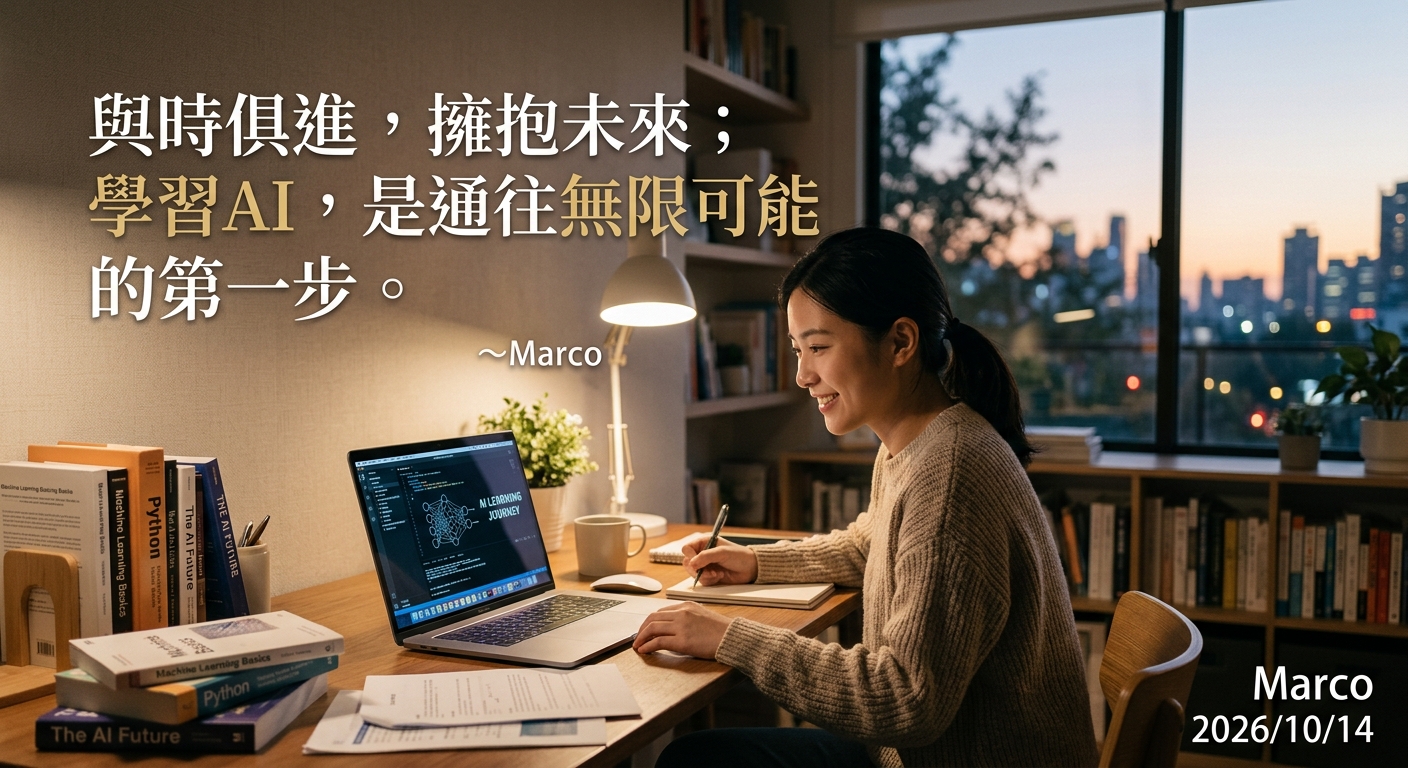 與時俱進，擁抱未來；
學習AI，是通往無限可能
的第一步。
～Marco
AI LEARNING
JOURNEY
Machine Learning Basics
Python
The AI Future
Machine Learning Basics
Python
The AI Future
Marco
2026/10/14